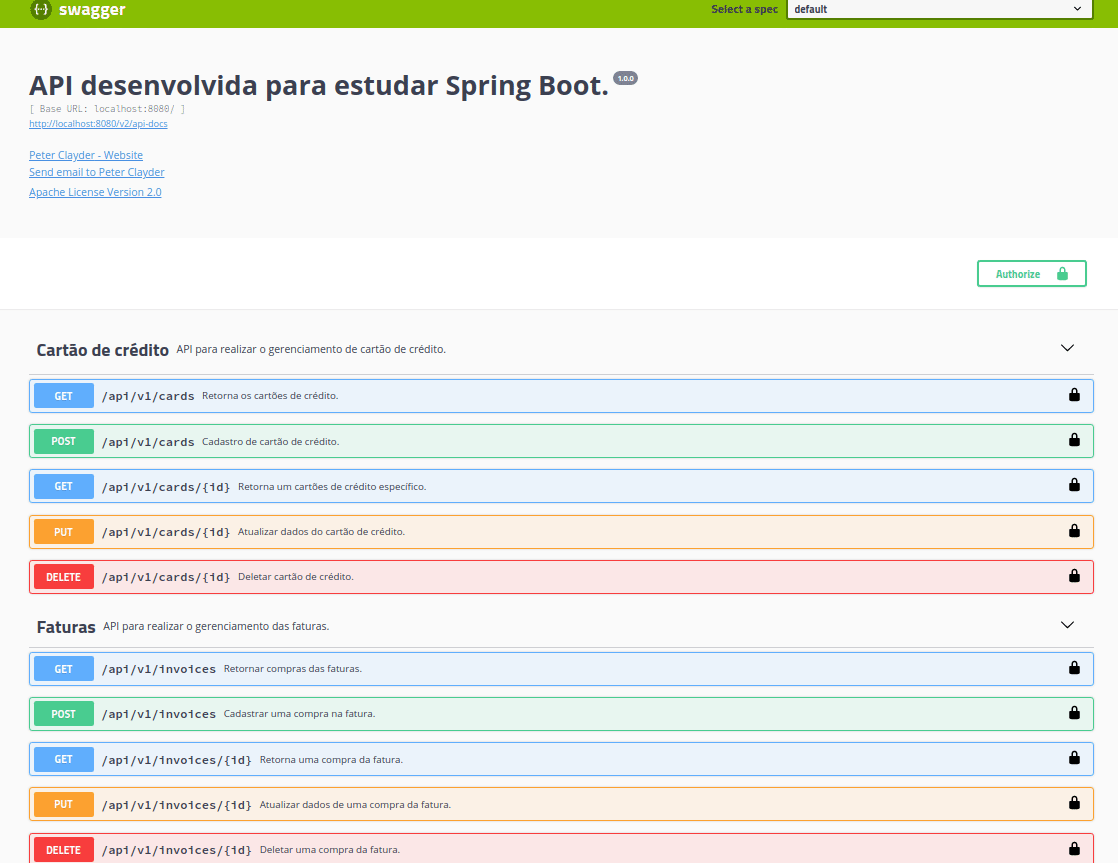 swagger Select a spec default
API desenvolvida para estudar Spring Boot. 1.0.0
[ Base URL: localhost:8080/ ]
http://localhost:8080/v2/api-docs
Peter Clayder - Website
Send email to Peter Clayder
Apache License Version 2.0
Authorize
Cartão de crédito API para realizar o gerenciamento de cartão de crédito.
GET /api/v1/cards Retorna os cartões de crédito.
POST /api/v1/cards Cadastro de cartão de crédito.
GET /api/v1/cards/{id} Retorna um cartões de crédito específico.
PUT /api/v1/cards/{id} Atualizar dados do cartão de crédito.
DELETE /api/v1/cards/{id} Deletar cartão de crédito.
Faturas API para realizar o gerenciamento das faturas.
GET /api/v1/invoices Retornar compras das faturas.
POST /api/v1/invoices Cadastrar uma compra na fatura.
GET /api/v1/invoices/{id} Retorna uma compra da fatura.
PUT /api/v1/invoices/{id} Atualizar dados de uma compra da fatura.
DELETE /api/v1/invoices/{id} Deletar uma compra da fatura.